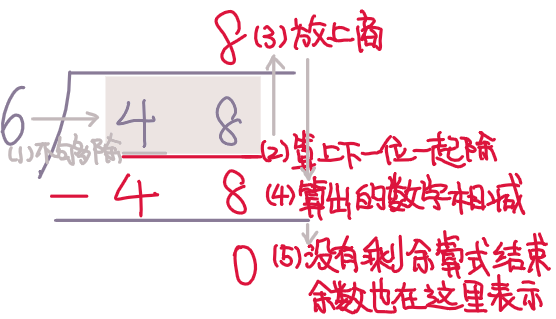 8 (3)放上商
6 4 8
(1)不够除
(2)算上下一位一起除
- 4 8 (4)算出的数字相减
0 (5)没有剩余算式结束
余数也在这里表示